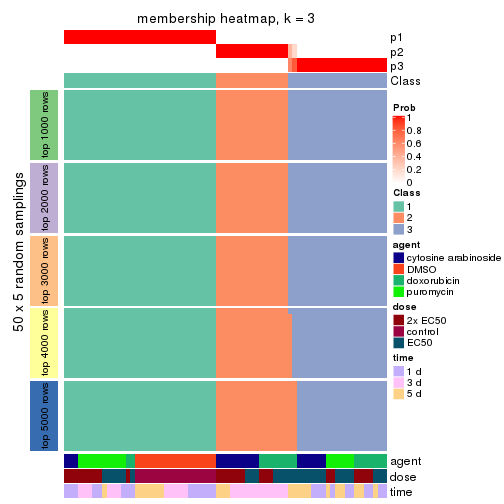 membership heatmap, k = 3
p1
p2
p3
Class
50 x 5 random samplings
top 1000 rows
top 2000 rows
top 3000 rows
top 4000 rows
top 5000 rows
agent
dose
time
Prob
1
0.8
0.6
0.4
0.2
0
Class
1
2
3
agent
cytosine arabinoside
DMSO
doxorubicin
puromycin
dose
2x EC50
control
EC50
time
1 d
3 d
5 d